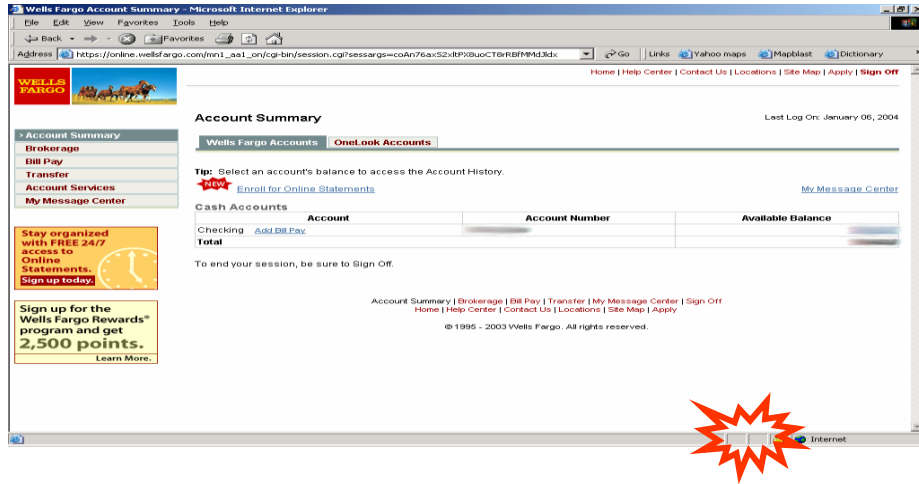 Wells Fargo Account Summary - Microsoft Internet Explorer
File Edit View Favorites Tools Help
Back Favorites
Address https://online.wellsfargo.com/mn1_aa1_on/cgi-bin/session.cgi?sessargs=coAn76axS2xltPX8uoCT8rRBfMMdJldx Go Links Yahoo maps Mapblast Dictionary
Home | Help Center | Contact Us | Locations | Site Map | Apply | Sign Off
WELLS
FARGO
Account Summary
Last Log On: January 06, 2004
> Account Summary
Brokerage
Bill Pay
Transfer
Account Services
My Message Center
Wells Fargo Accounts OneLook Accounts
Tip: Select an account's balance to access the Account History.
NEW Enroll for Online Statements My Message Center
Cash Accounts
Account Account Number Available Balance
Checking Add Bill Pay
Total
To end your session, be sure to Sign Off.
Stay organized
with FREE 24/7
access to
Online
Statements.
Sign up today.
Sign up for the
Wells Fargo Rewards®
program and get
2,500 points.
Learn More.
Account Summary | Brokerage | Bill Pay | Transfer | My Message Center | Sign Off
Home | Help Center | Contact Us | Locations | Site Map | Apply
© 1995 - 2003 Wells Fargo. All rights reserved.
Internet